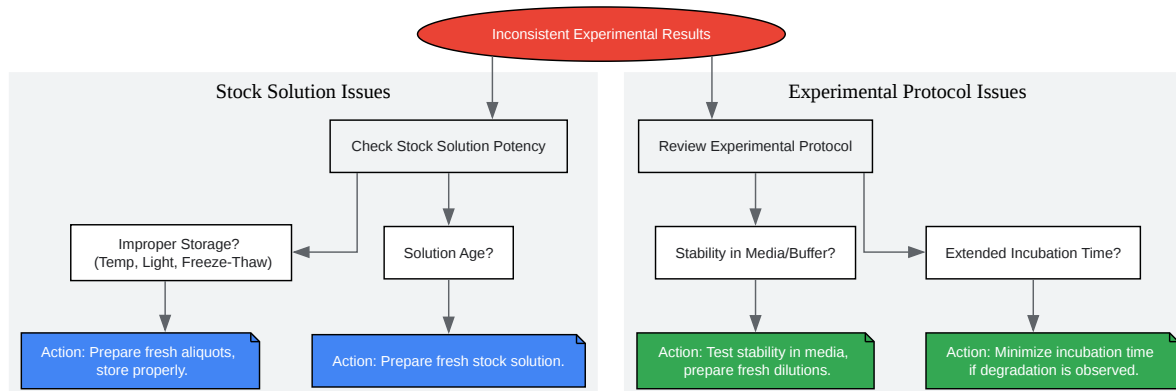 Inconsistent Experimental Results
Stock Solution Issues
Experimental Protocol Issues
Check Stock Solution Potency
Review Experimental Protocol
Improper Storage?
(Temp, Light, Freeze-Thaw)
Solution Age?
Stability in Media/Buffer?
Extended Incubation Time?
Action: Prepare fresh aliquots,
store properly.
Action: Prepare fresh stock solution.
Action: Test stability in media,
prepare fresh dilutions.
Action: Minimize incubation time
if degradation is observed.